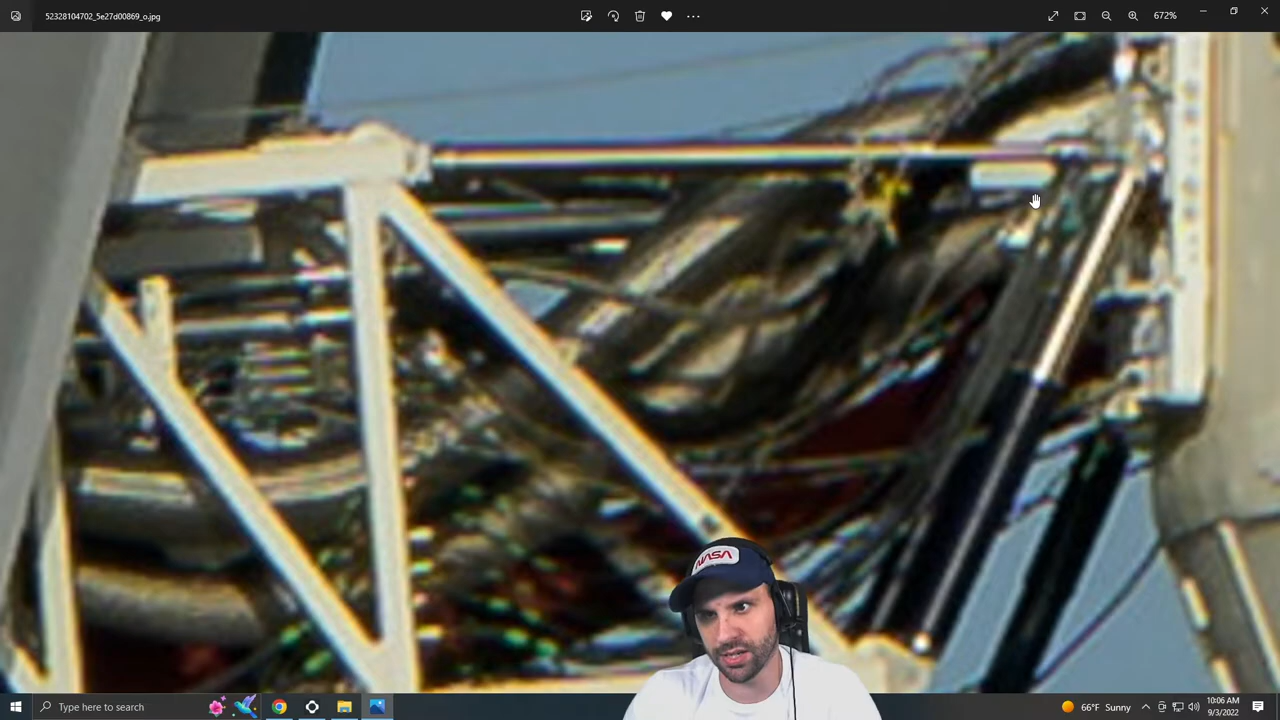 52328104702_5e27d00869_o.jpg
672%
NASA
Type here to search
66°F Sunny
10:06 AM
9/3/2022